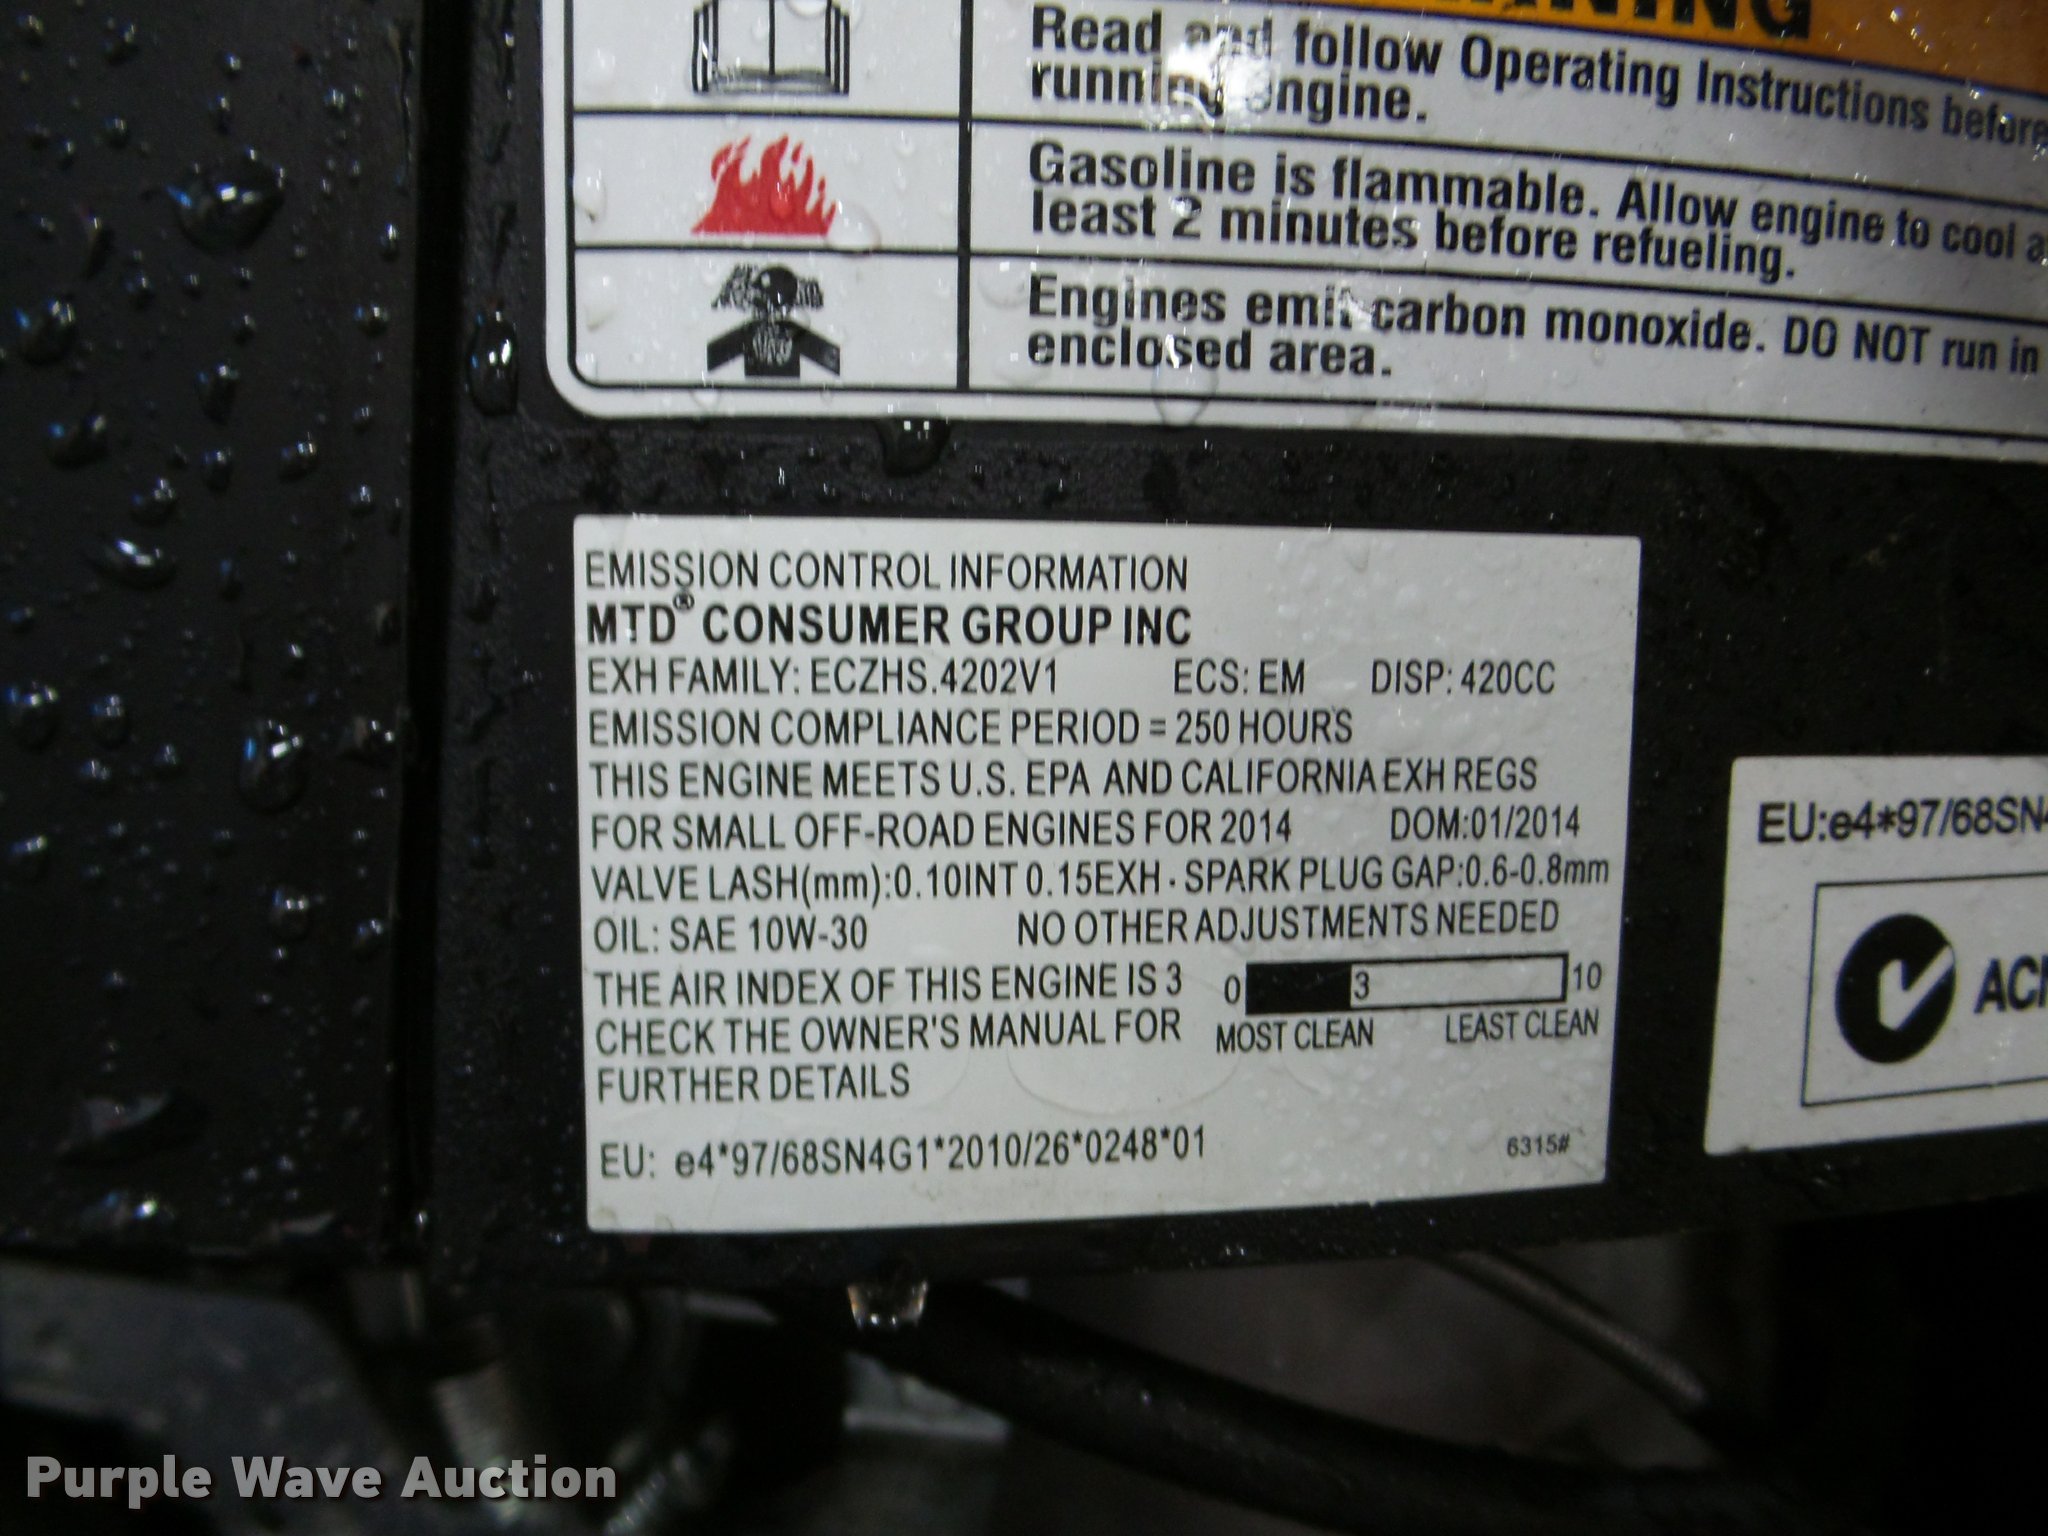 Read and follow Operating Instructions before
running engine.
Gasoline is flammable. Allow engine to cool
least 2 minutes before refueling.
Engines emit carbon monoxide. DO NOT run in
enclosed area.
EMISSION CONTROL INFORMATION
MTD® CONSUMER GROUP INC
EXH FAMILY: ECZHS.4202V1 ECS: EM DISP: 420CC
EMISSION COMPLIANCE PERIOD = 250 HOURS
THIS ENGINE MEETS U.S. EPA AND CALIFORNIA EXH REGS
FOR SMALL OFF-ROAD ENGINES FOR 2014 DOM:01/2014
VALVE LASH(mm):0.10INT 0.15EXH · SPARK PLUG GAP:0.6-0.8mm
OIL: SAE 10W-30 NO OTHER ADJUSTMENTS NEEDED
THE AIR INDEX OF THIS ENGINE IS 3 0 3 10
CHECK THE OWNER'S MANUAL FOR MOST CLEAN LEAST CLEAN
FURTHER DETAILS
EU: e4*97/68SN4G1*2010/26*0248*01 6315#
EU:e4*97/68SN4
Purple Wave Auction